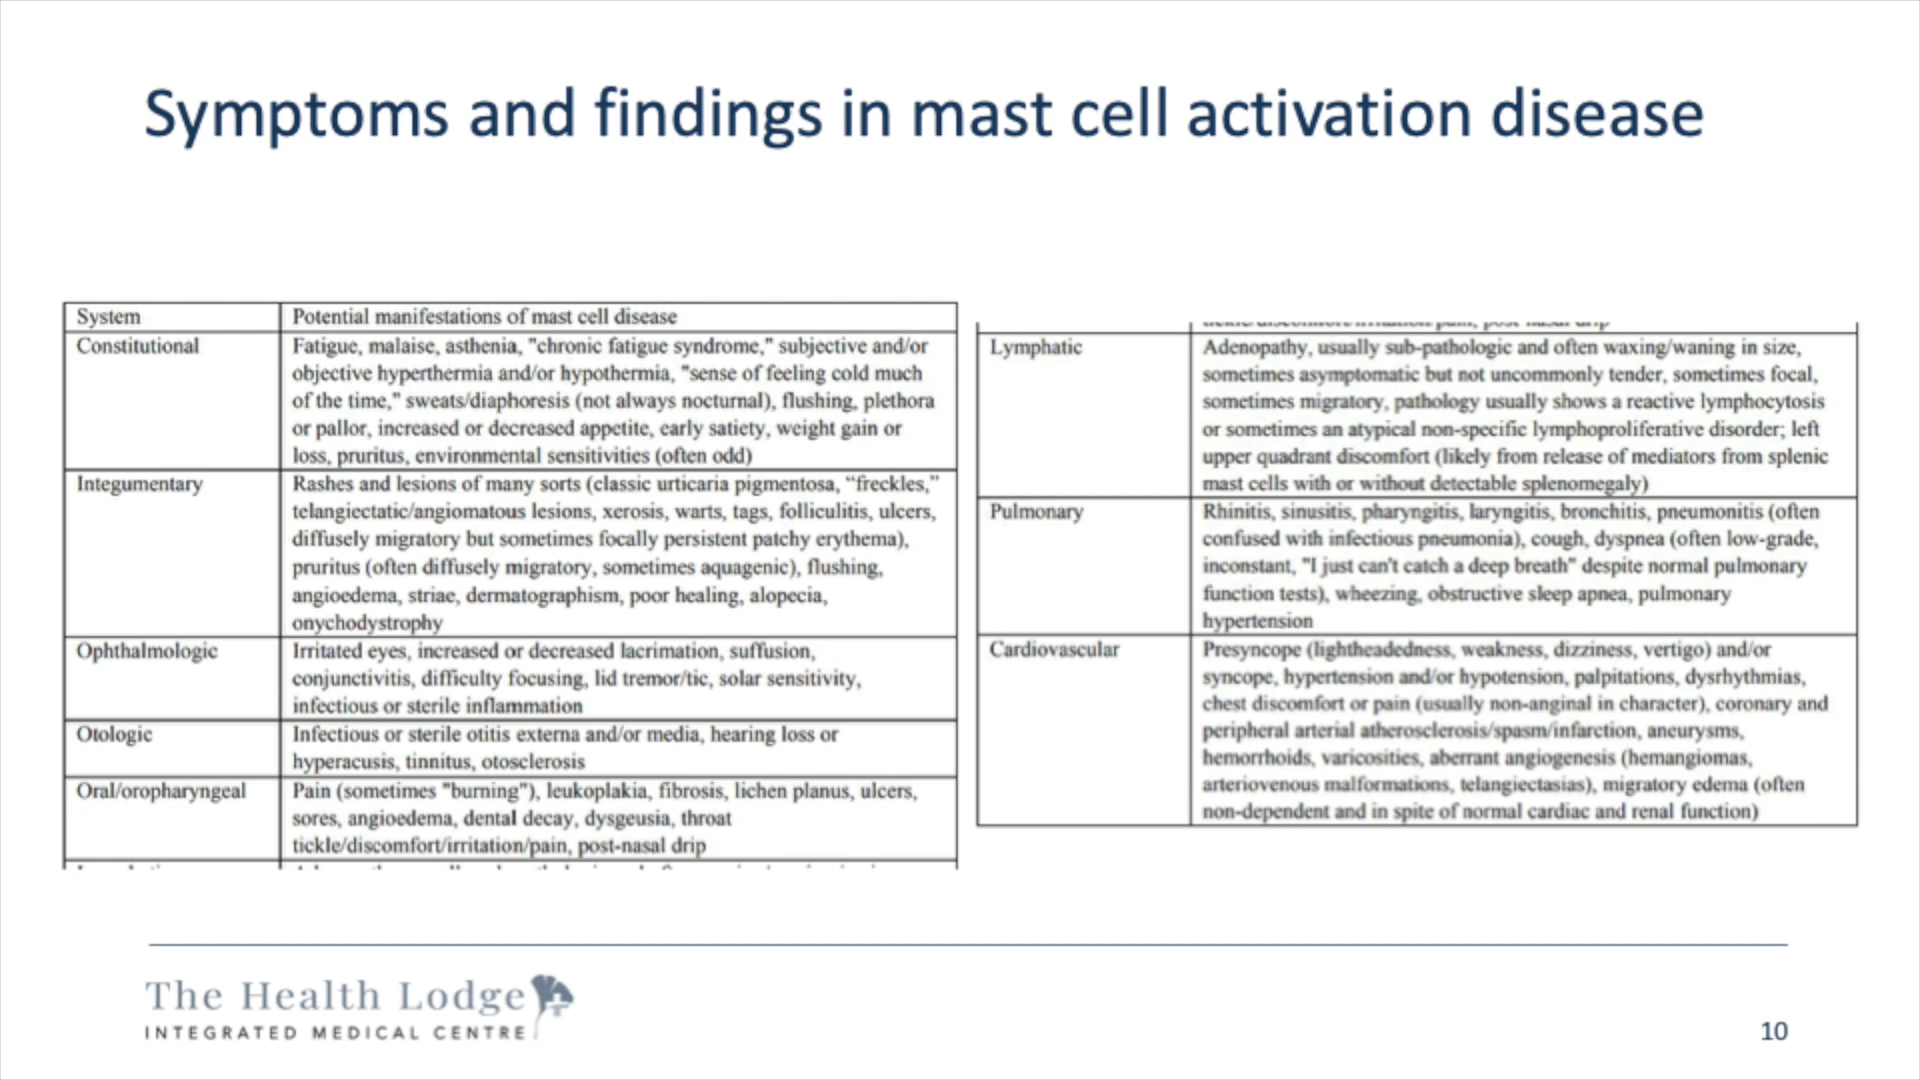 Symptoms and findings in mast cell activation disease
System
Potential manifestations of mast cell disease
Constitutional
Fatigue, malaise, asthenia, "chronic fatigue syndrome," subjective and/or
objective hyperthermia and/or hypothermia, "sense of feeling cold much
of the time," sweats/diaphoresis (not always nocturnal), flushing, plethora
or pallor, increased or decreased appetite, early satiety, weight gain or
loss, pruritus, environmental sensitivities (often odd)
Integumentary
Rashes and lesions of many sorts (classic urticaria pigmentosa, “freckles,”
telangiectatic/angiomatous lesions, xerosis, warts, tags, folliculitis, ulcers,
diffusely migratory but sometimes focally persistent patchy erythema),
pruritus (often diffusely migratory, sometimes aquagenic), flushing,
angioedema, striae, dermatographism, poor healing, alopecia,
onychodystrophy
Ophthalmologic
Irritated eyes, increased or decreased lacrimation, suffusion,
conjunctivitis, difficulty focusing, lid tremor/tic, solar sensitivity,
infectious or sterile inflammation
Otologic
Infectious or sterile otitis externa and/or media, hearing loss or
hyperacusis, tinnitus, otosclerosis
Oral/oropharyngeal
Pain (sometimes "burning"), leukoplakia, fibrosis, lichen planus, ulcers,
sores, angioedema, dental decay, dysgeusia, throat
tickle/discomfort/irritation/pain, post-nasal drip
Lymphatic
Adenopathy, usually sub-pathologic and often waxing/waning in size,
sometimes asymptomatic but not uncommonly tender, sometimes focal,
sometimes migratory, pathology usually shows a reactive lymphocytosis
or sometimes an atypical non-specific lymphoproliferative disorder; left
upper quadrant discomfort (likely from release of mediators from splenic
mast cells with or without detectable splenomegaly)
Pulmonary
Rhinitis, sinusitis, pharyngitis, laryngitis, bronchitis, pneumonitis (often
confused with infectious pneumonia), cough, dyspnea (often low-grade,
inconstant, "I just can't catch a deep breath" despite normal pulmonary
function tests), wheezing, obstructive sleep apnea, pulmonary
hypertension
Cardiovascular
Presyncope (lightheadedness, weakness, dizziness, vertigo) and/or
syncope, hypertension and/or hypotension, palpitations, dysrhythmias,
chest discomfort or pain (usually non-anginal in character), coronary and
peripheral arterial atherosclerosis/spasm/infarction, aneurysms,
hemorrhoids, varicosities, aberrant angiogenesis (hemangiomas,
arteriovenous malformations, telangiectasias), migratory edema (often
non-dependent and in spite of normal cardiac and renal function)
The Health Lodge
INTEGRATED MEDICAL CENTRE
10